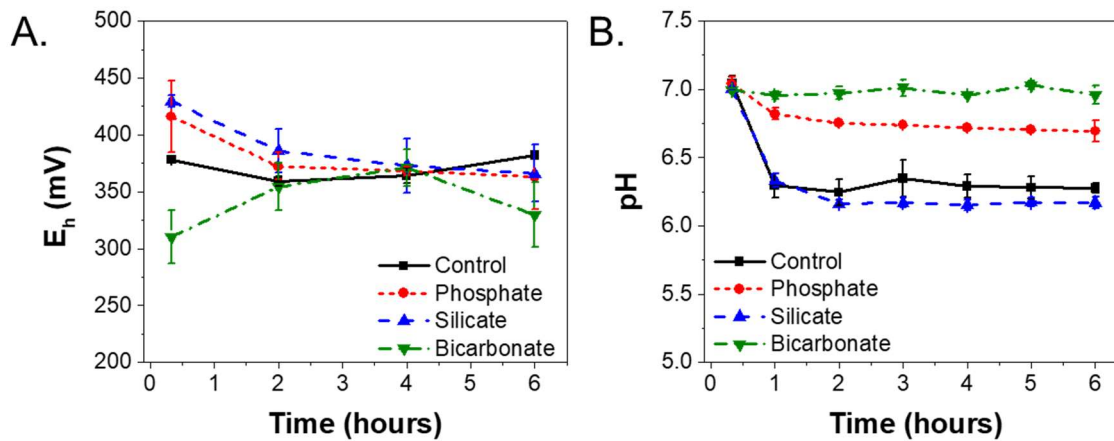 A.
500
450
400
350
300
250
200
E_h (mV)
Control
Phosphate
Silicate
Bicarbonate
0 1 2 3 4 5 6
Time (hours)
B.
7.5
7.0
6.5
6.0
5.5
5.0
pH
Control
Phosphate
Silicate
Bicarbonate
0 1 2 3 4 5 6
Time (hours)